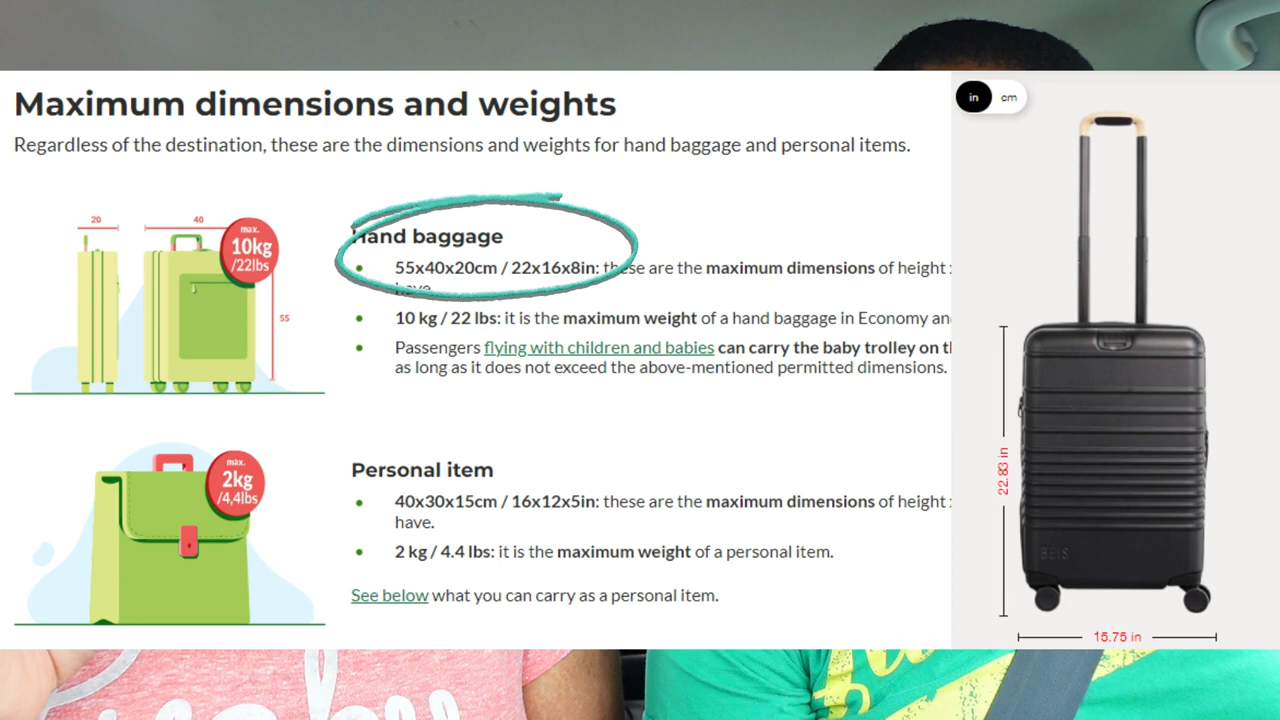 Maximum dimensions and weights
Regardless of the destination, these are the dimensions and weights for hand baggage and personal items.
in cm
20 40
max.
10kg
/22lbs
55
Hand baggage
55x40x20cm / 22x16x8in: these are the maximum dimensions of height
have.
10 kg / 22 lbs: it is the maximum weight of a hand baggage in Economy an
Passengers flying with children and babies can carry the baby trolley on t
as long as it does not exceed the above-mentioned permitted dimensions.
max.
2kg
/4,4lbs
Personal item
40x30x15cm / 16x12x5in: these are the maximum dimensions of height
have.
2 kg / 4.4 lbs: it is the maximum weight of a personal item.
See below what you can carry as a personal item.
22.83 in
BEIS
15.75 in